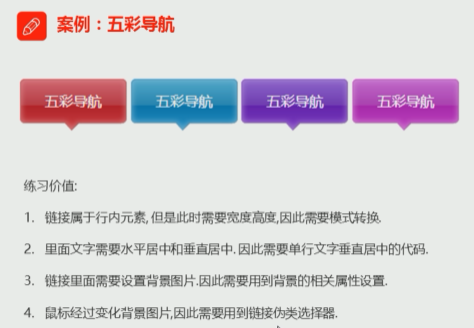 案例：五彩导航
五彩导航 五彩导航 五彩导航 五彩导航
练习价值:
1. 链接属于行内元素, 但是此时需要宽度高度,因此需要模式转换.
2. 里面文字需要水平居中和垂直居中. 因此需要单行文字垂直居中的代码.
3. 链接里面需要设置背景图片.因此需要用到背景的相关属性设置.
4. 鼠标经过变化背景图片,因此需要用到链接伪类选择器.